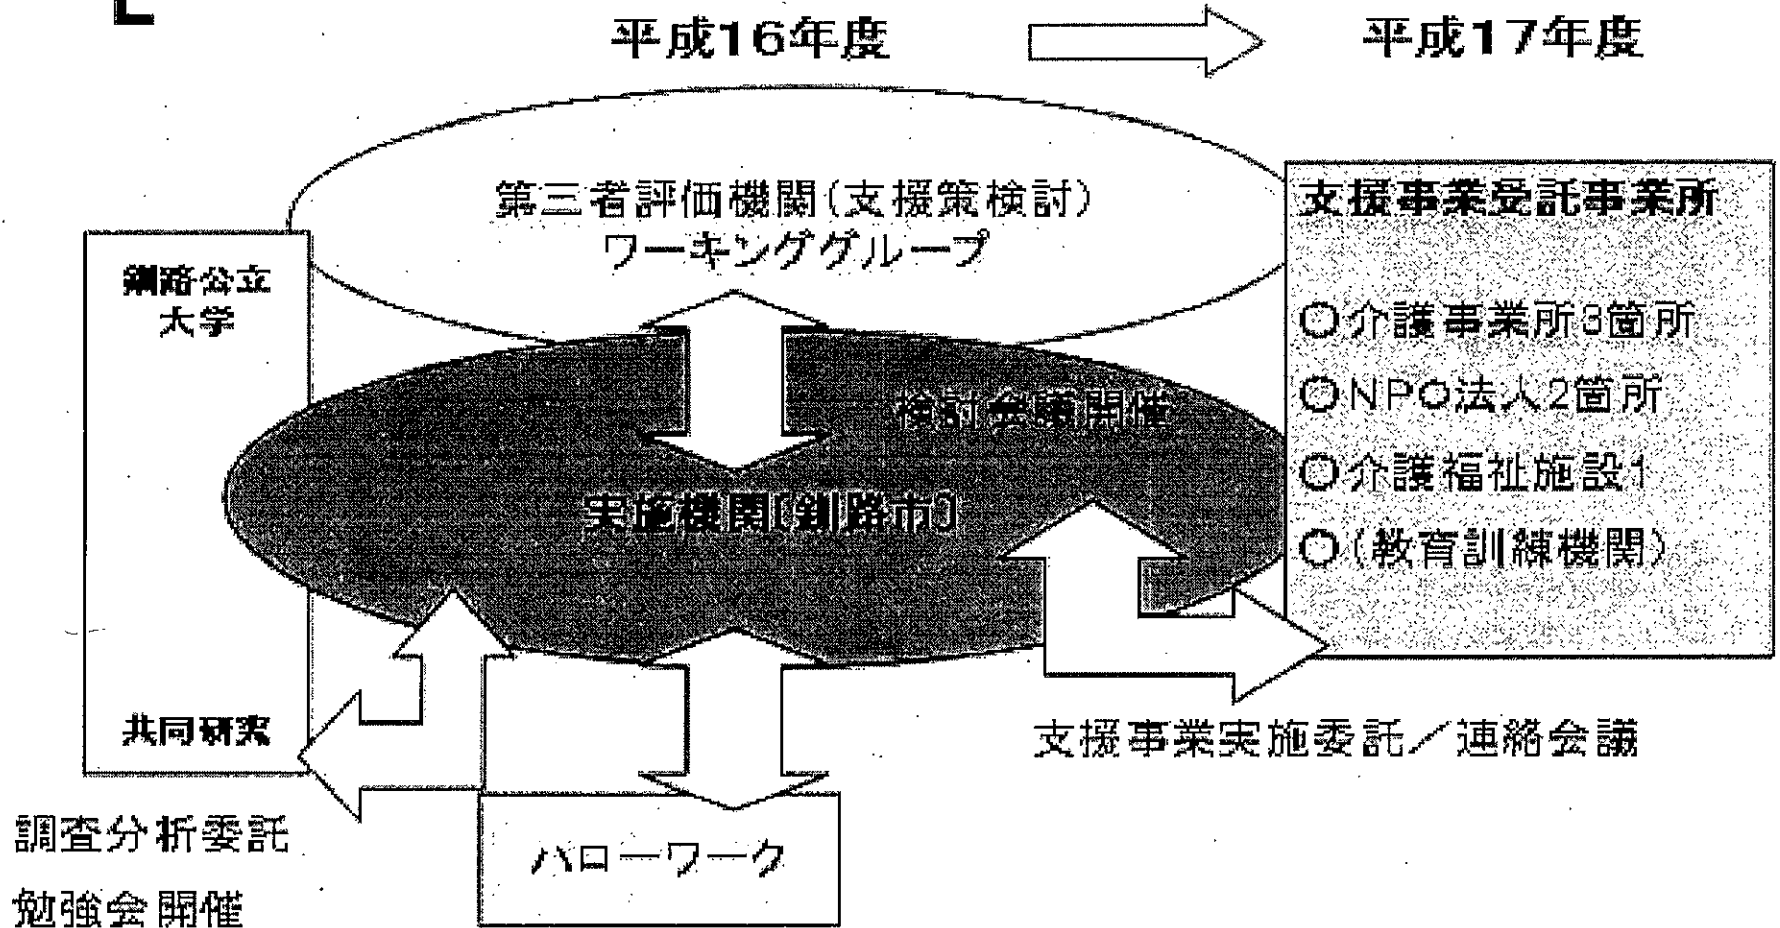 平成16年度
平成17年度
第三者評価機関(支援策検討)
ワーキンググループ
釧路公立
大学
共同研究
検討会議開催
実施機関(釧路市)
支援事業受託事業所
○介護事業所3箇所
○NPO法人2箇所
○介護福祉施設1
○(教育訓練機関)
支援事業実施委託/連絡会議
調査分析委託
勉強会開催
ハローワーク